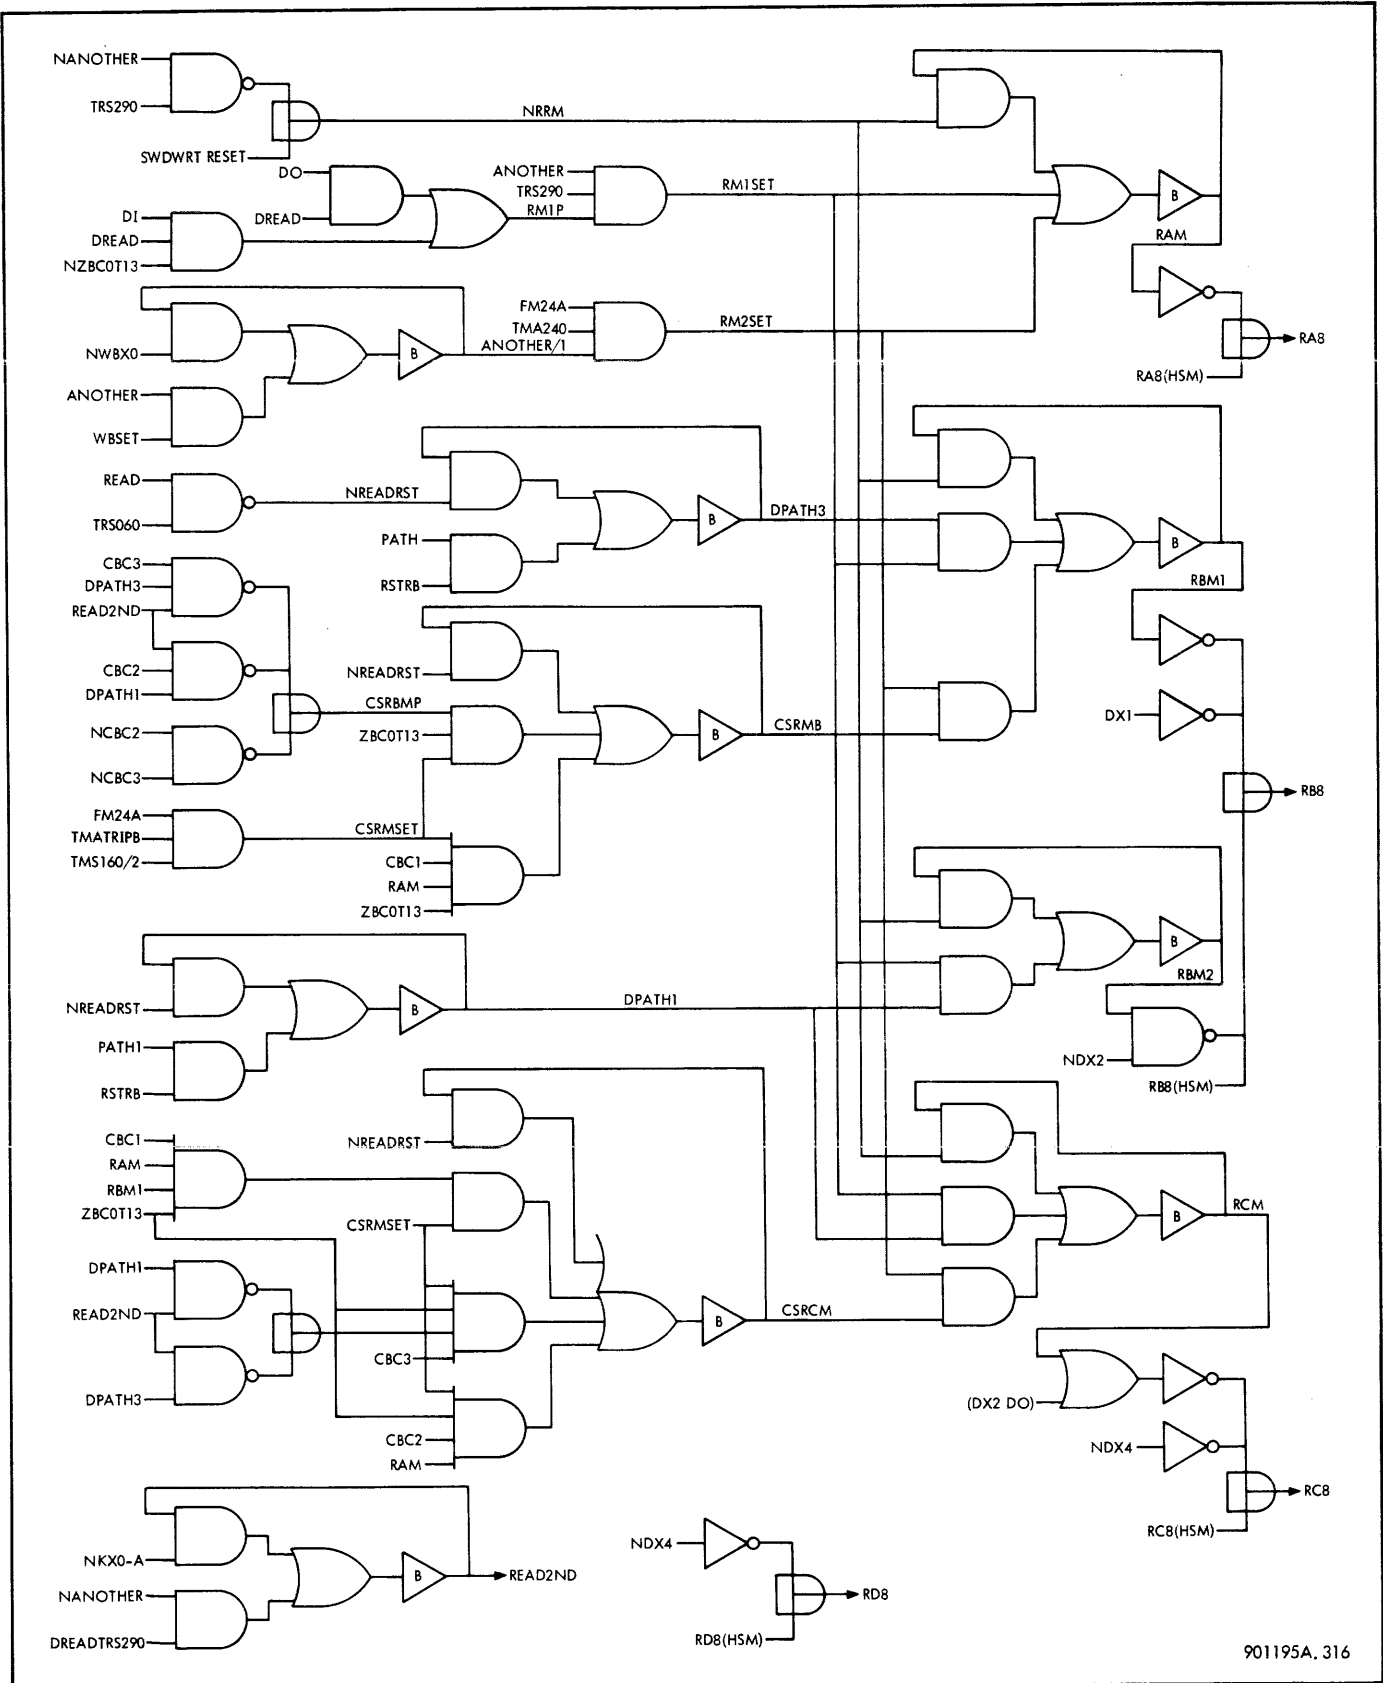 NANOTHER
TRS290
SWDWRT RESET
NRRM
DO
DREAD
DI
DREAD
NZBC0T13
RM1P
ANOTHER
TRS290
RM1SET
B
RAM
RA8
RA8(HSM)
NWBX0
ANOTHER
WBSET
B
FM24A
TMA240
ANOTHER/1
RM2SET
READ
TRS060
NREADRST
PATH
RSTRB
B
DPATH3
B
RBM1
CBC3
DPATH3
READ2ND
CBC2
DPATH1
NCBC2
NCBC3
NREADRST
CSRBMP
ZBC0T13
B
CSRMB
DX1
RB8
FM24A
TMATRIPB
TMS160/2
CSRMSET
CBC1
RAM
ZBC0T13
B
RBM2
NDX2
RB8(HSM)
NREADRST
PATH1
RSTRB
B
DPATH1
CBC1
RAM
RBM1
ZBC0T13
NREADRST
CSRMSET
DPATH1
READ2ND
DPATH3
CBC3
CBC2
RAM
B
CSRCM
B
RCM
(DX2 DO)
NDX4
RC8
RC8(HSM)
NKX0-A
NANOTHER
DREADTRS290
B
READ2ND
NDX4
RD8
RD8(HSM)
901195A.316